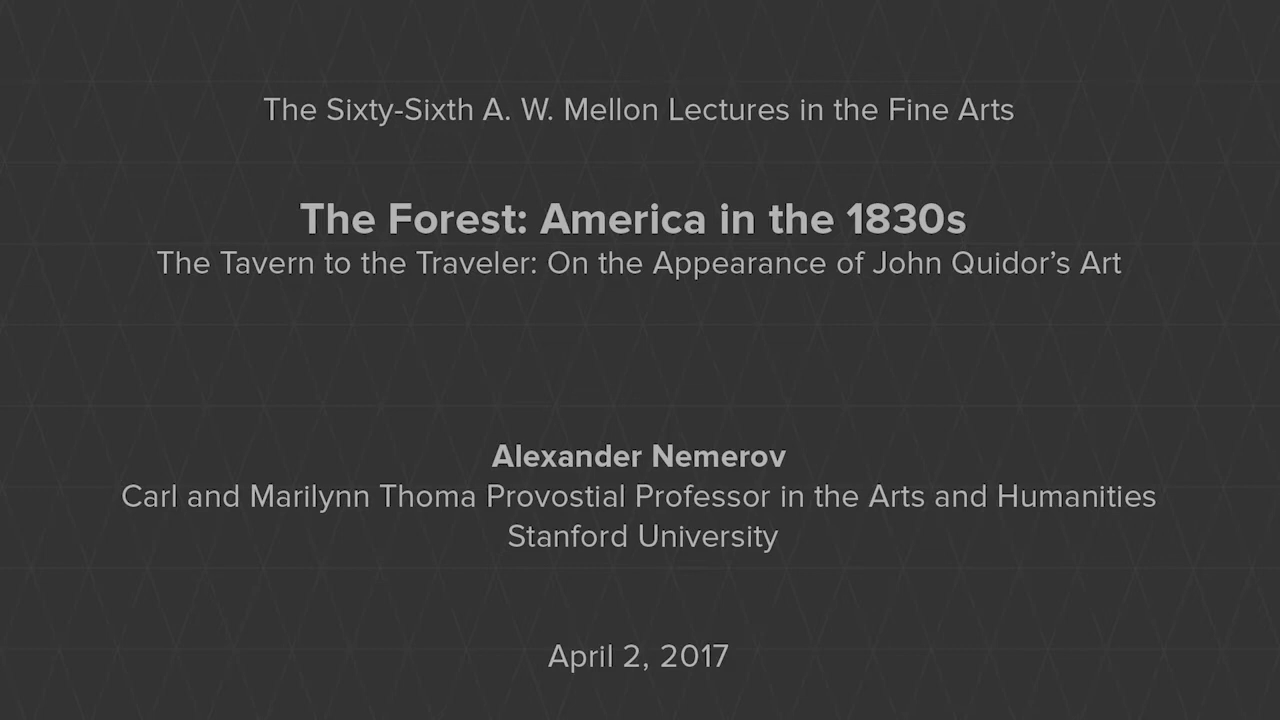 The Sixty-Sixth A. W. Mellon Lectures in the Fine Arts
The Forest: America in the 1830s
The Tavern to the Traveler: On the Appearance of John Quidor’s Art
Alexander Nemerov
Carl and Marilynn Thoma Provostial Professor in the Arts and Humanities
Stanford University
April 2, 2017